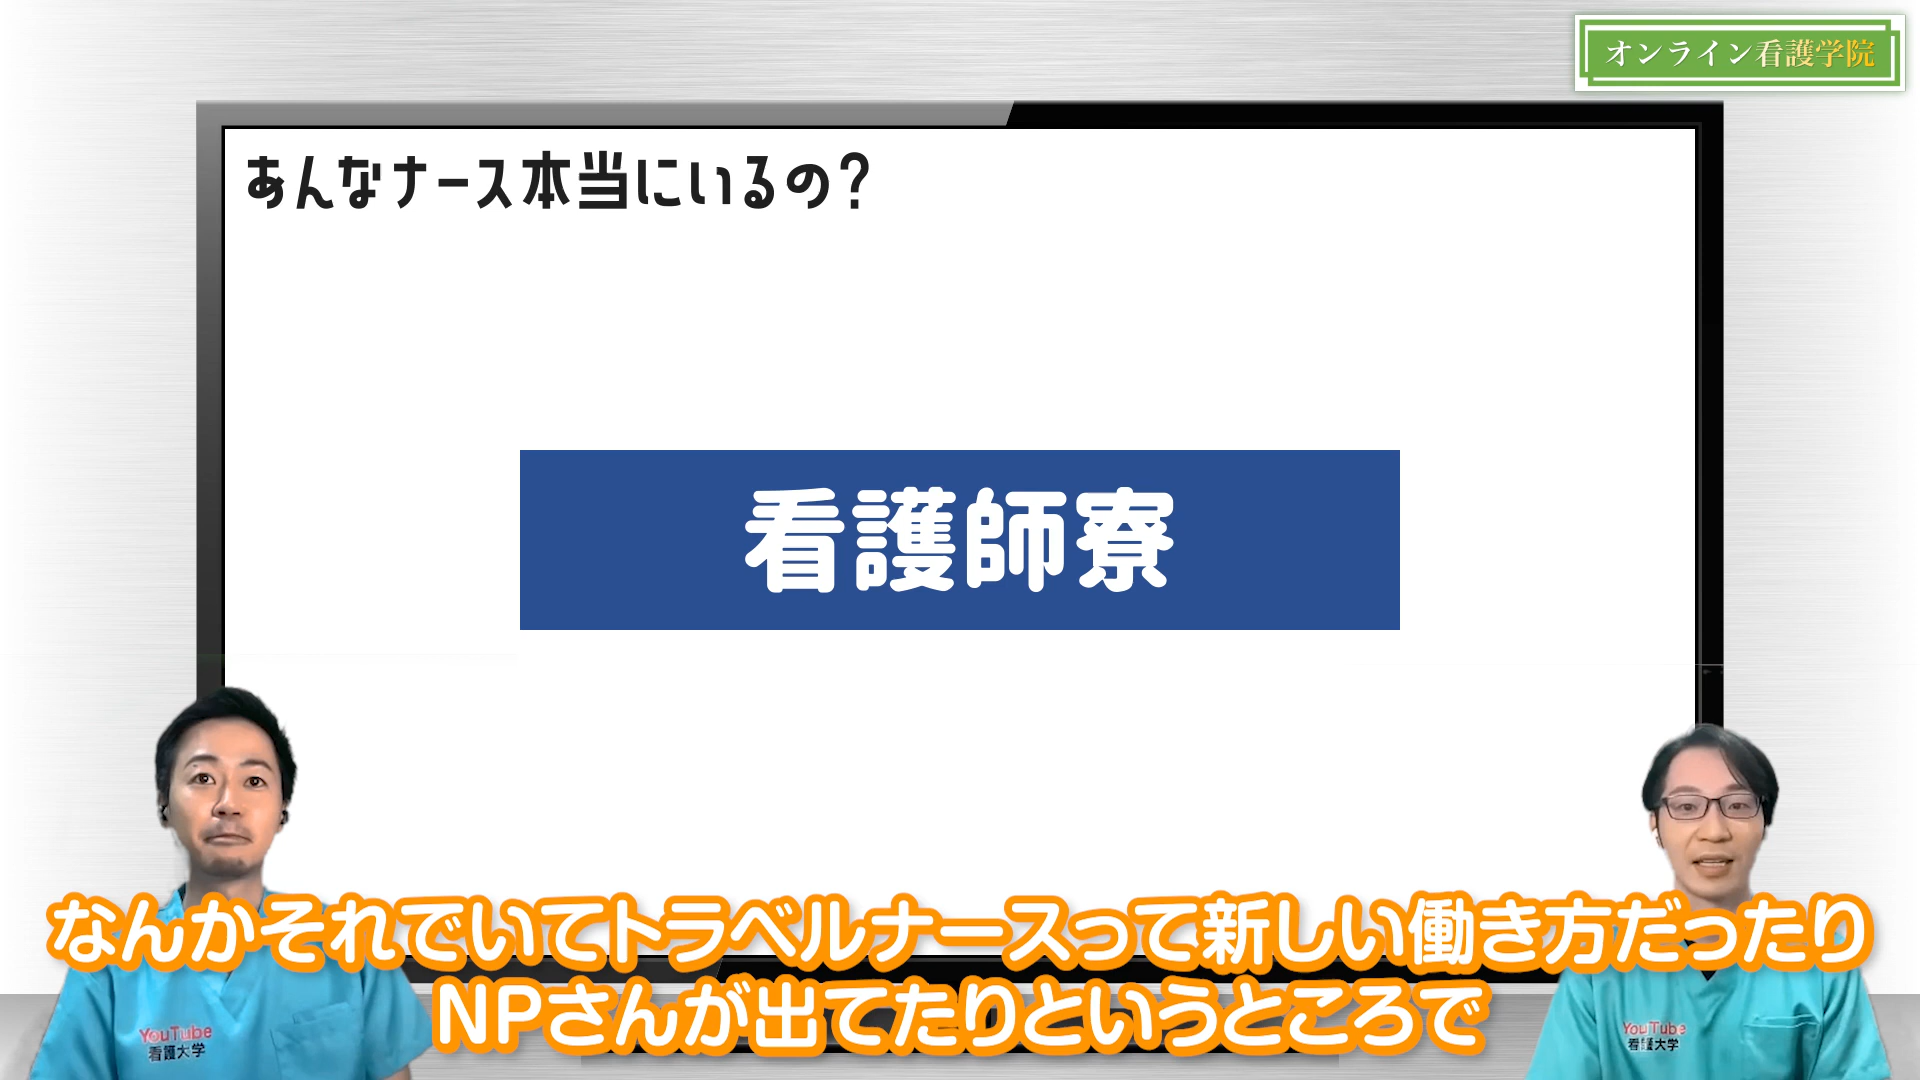 オンライン看護学院
あんなナース本当にいるの？
看護師寮
なんかそれでいてトラベルナースって新しい働き方だったり
NPさんが出てたりというところで
YouTube
看護大学
YouTube
看護大学